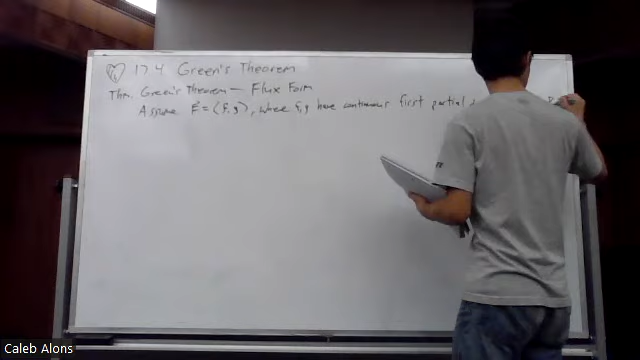 17.4 Green's Theorem
Thm. Green's Theorem — Flux Form
Assume F = ⟨f, g⟩, where f, g have continuous first partial
Caleb Alons